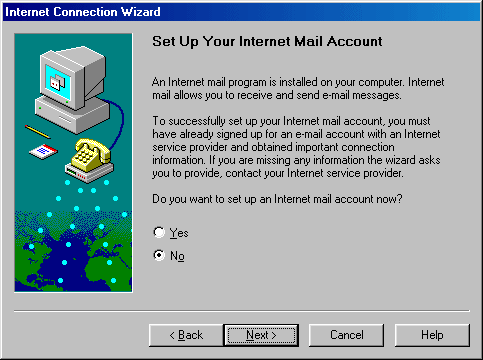 Internet Connection Wizard
Set Up Your Internet Mail Account
An Internet mail program is installed on your computer. Internet
mail allows you to receive and send e-mail messages.
To successfully set up your Internet mail account, you must
have already signed up for an e-mail account with an Internet
service provider and obtained important connection
information. If you are missing any information the wizard asks
you to provide, contact your Internet service provider.
Do you want to set up an Internet mail account now?
Yes
No
< Back
Next >
Cancel
Help